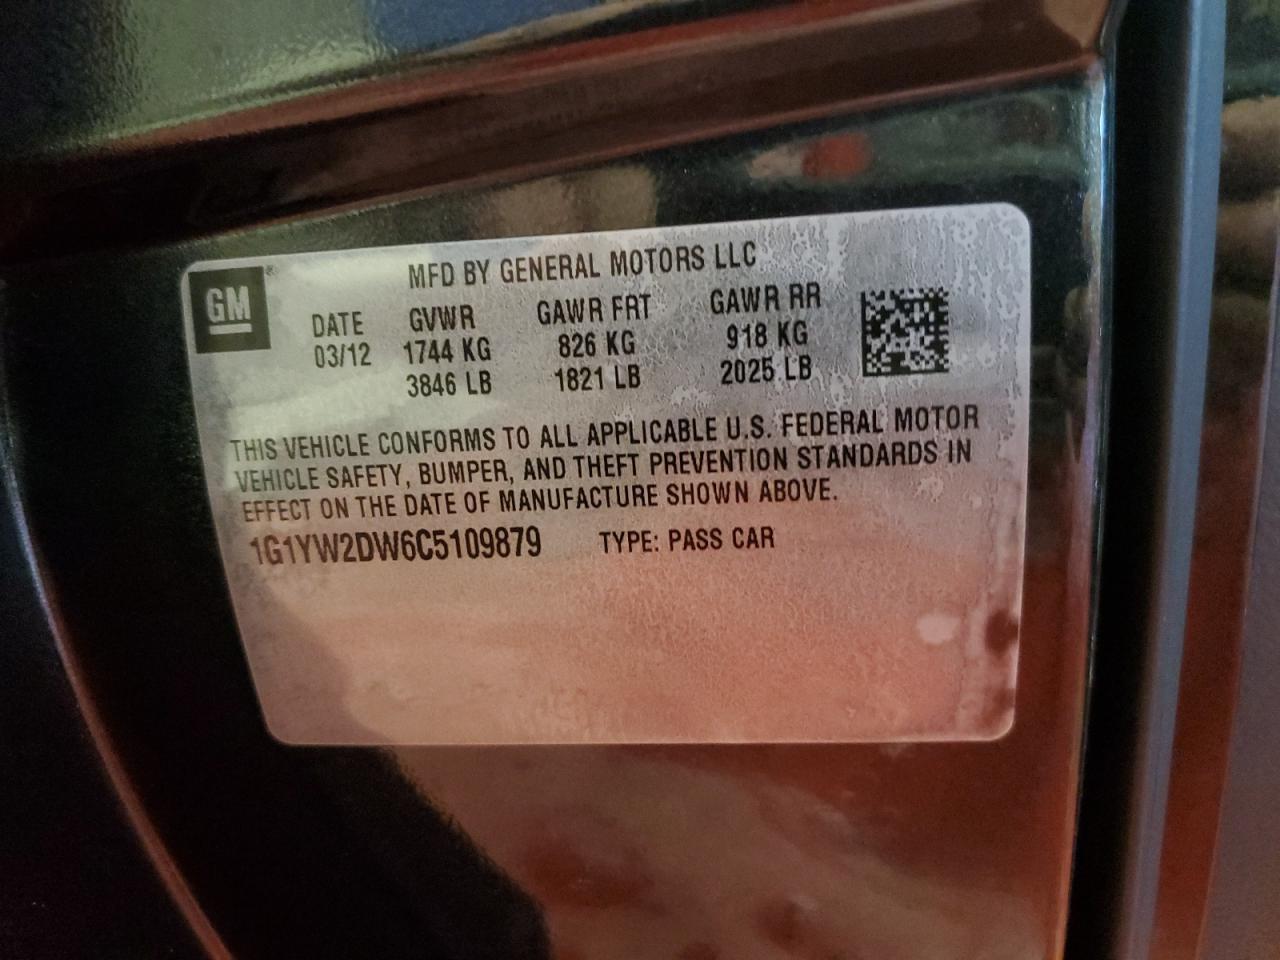 GM
MFD BY GENERAL MOTORS LLC
DATE GVWR GAWR FRT GAWR RR
03/12 1744 KG 826 KG 918 KG
3846 LB 1821 LB 2025 LB
THIS VEHICLE CONFORMS TO ALL APPLICABLE U.S. FEDERAL MOTOR
VEHICLE SAFETY, BUMPER, AND THEFT PREVENTION STANDARDS IN
EFFECT ON THE DATE OF MANUFACTURE SHOWN ABOVE.
1G1YW2DW6C5109879 TYPE: PASS CAR